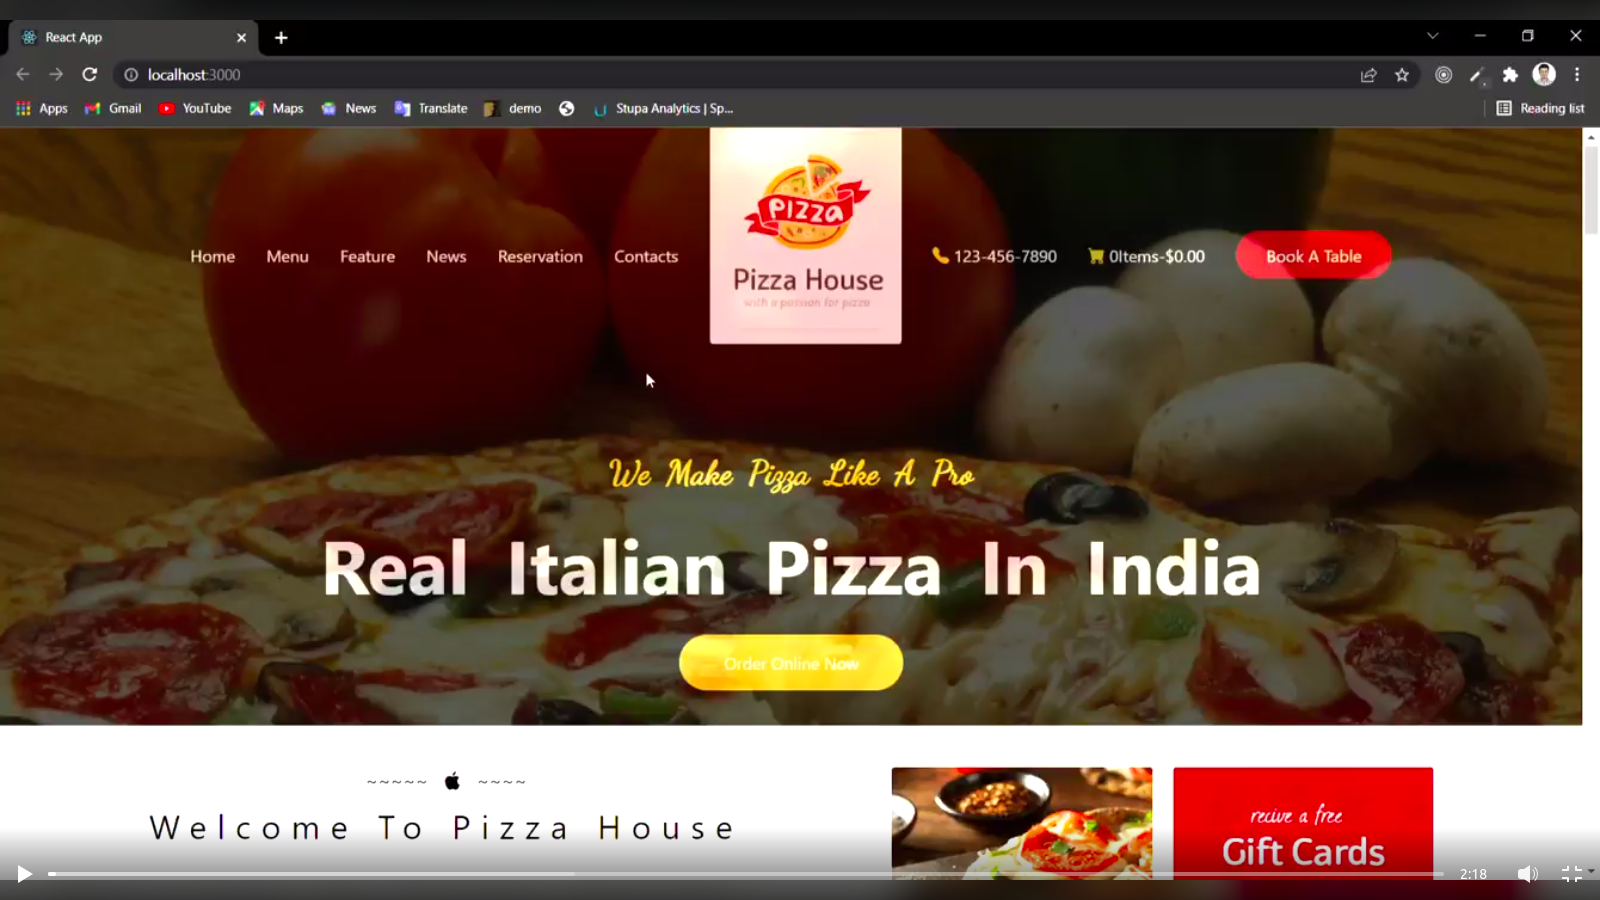 React App
localhost:3000
Apps Gmail YouTube Maps News Translate demo Stupa Analytics | Sp... Reading list
PIZZA
Pizza House
with a passion for pizza
Home Menu Feature News Reservation Contacts 123-456-7890 0Items-$0.00 Book A Table
We Make Pizza Like A Pro
Real Italian Pizza In India
Order Online Now
~~~~~ ~~~~
Welcome To Pizza House
recive a free
Gift Cards
2:18